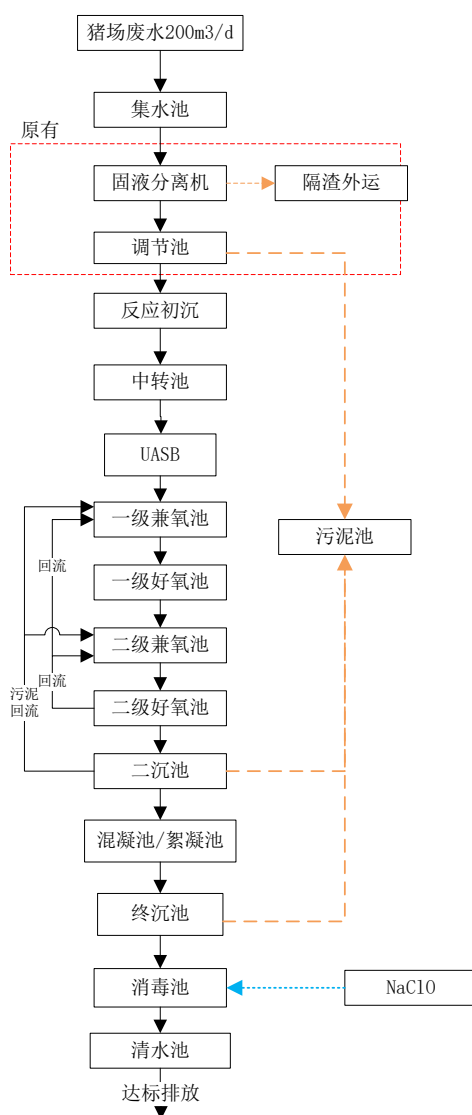 猪场废水200m3/d
集水池
原有
固液分离机
隔渣外运
调节池
反应初沉
中转池
UASB
一级兼氧池
污泥池
回流
一级好氧池
二级兼氧池
回流
污泥
回流
二级好氧池
二沉池
混凝池/絮凝池
终沉池
消毒池
NaClO
清水池
达标排放